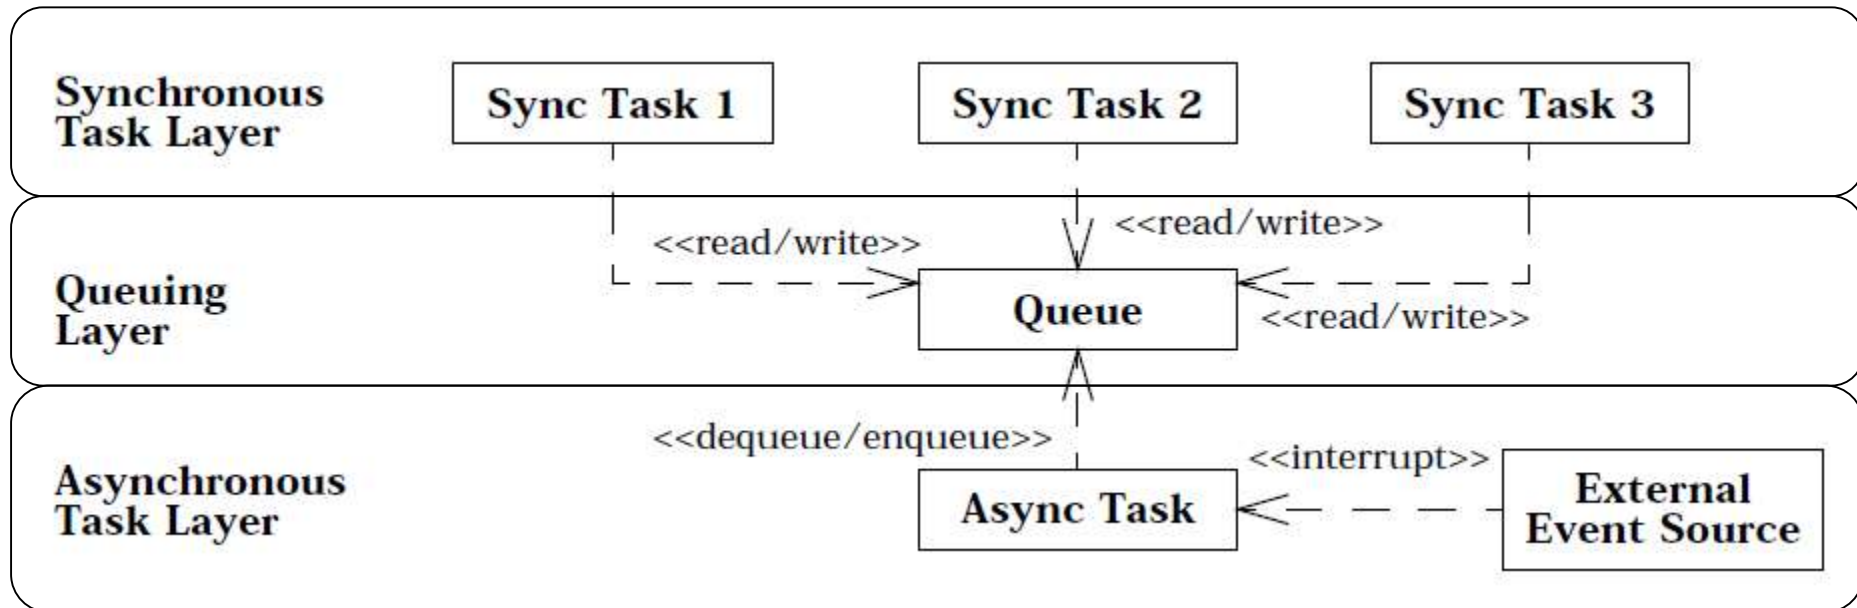 Synchronous
Task Layer
Sync Task 1
Sync Task 2
Sync Task 3
<<read/write>>
<<read/write>>
Queuing
Layer
Queue
<<read/write>>
<<dequeue/enqueue>>
<<interrupt>>
Asynchronous
Task Layer
Async Task
External
Event Source